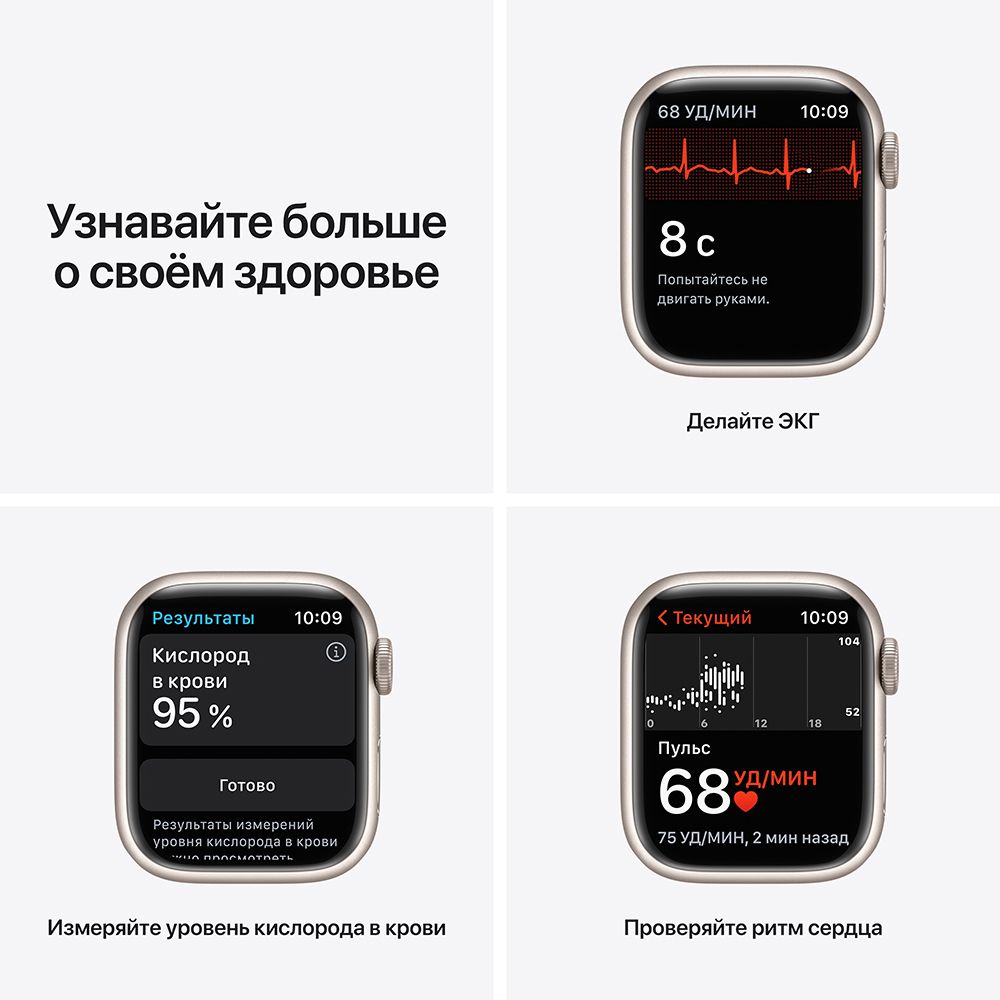 Узнавайте больше
о своём здоровье
68 УД/МИН 10:09
8 с
Попытайтесь не
двигать руками.
Делайте ЭКГ
Результаты 10:09
Кислород
в крови
95 %
Готово
Результаты измерений
уровня кислорода в крови
можно просмотреть
Измеряйте уровень кислорода в крови
Текущий 10:09
104
52
0 6 12 18
Пульс
68 УД/МИН
75 УД/МИН, 2 мин назад
Проверяйте ритм сердца